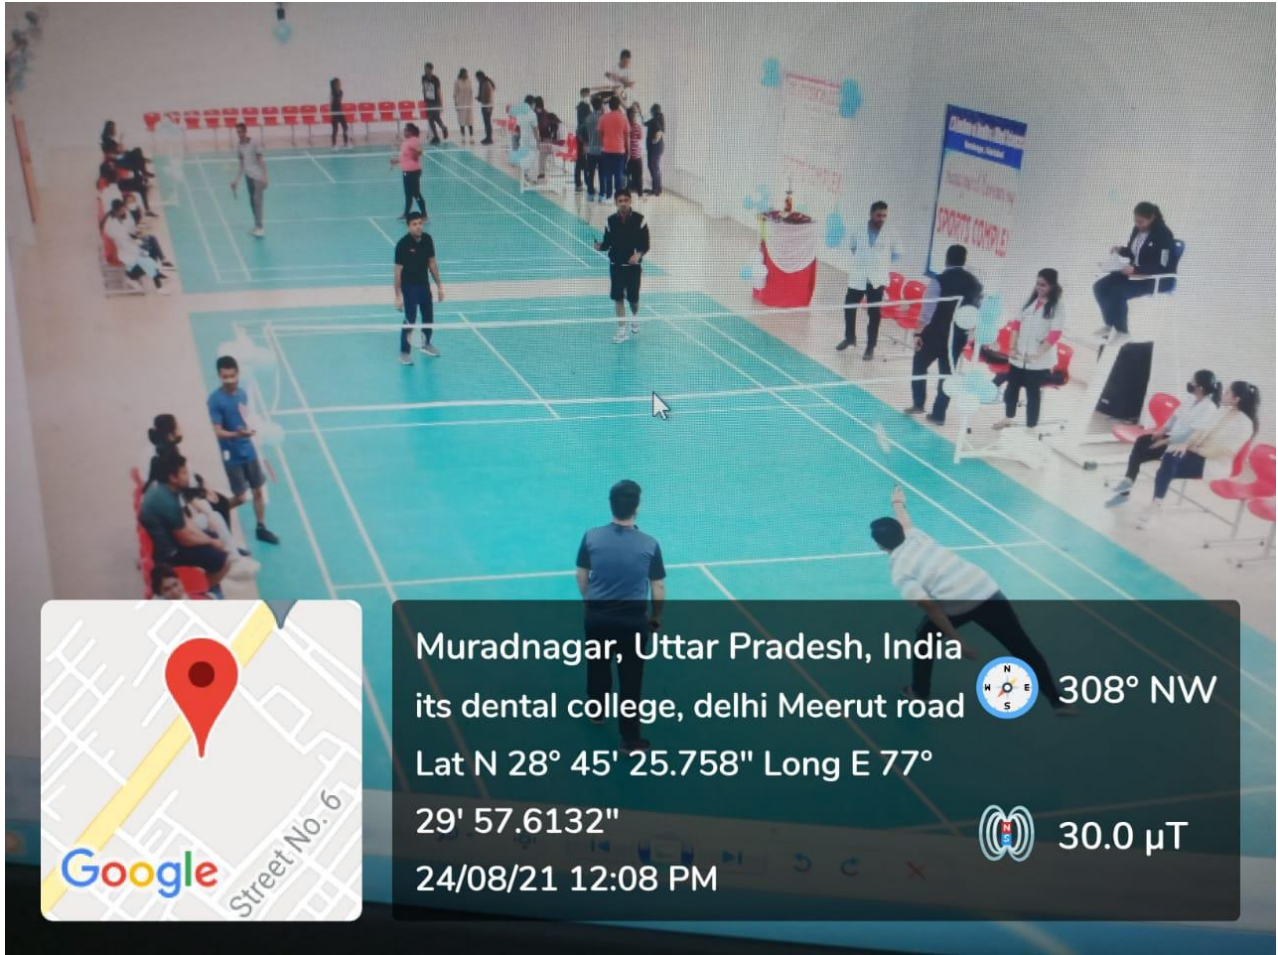 SPORTS COMPLEX
Muradnagar, Uttar Pradesh, India
its dental college, delhi Meerut road
Lat N 28° 45' 25.758" Long E 77°
29' 57.6132"
24/08/21 12:08 PM
308° NW
30.0 µT
N
W
E
S
N
S
Street No. 6
Google